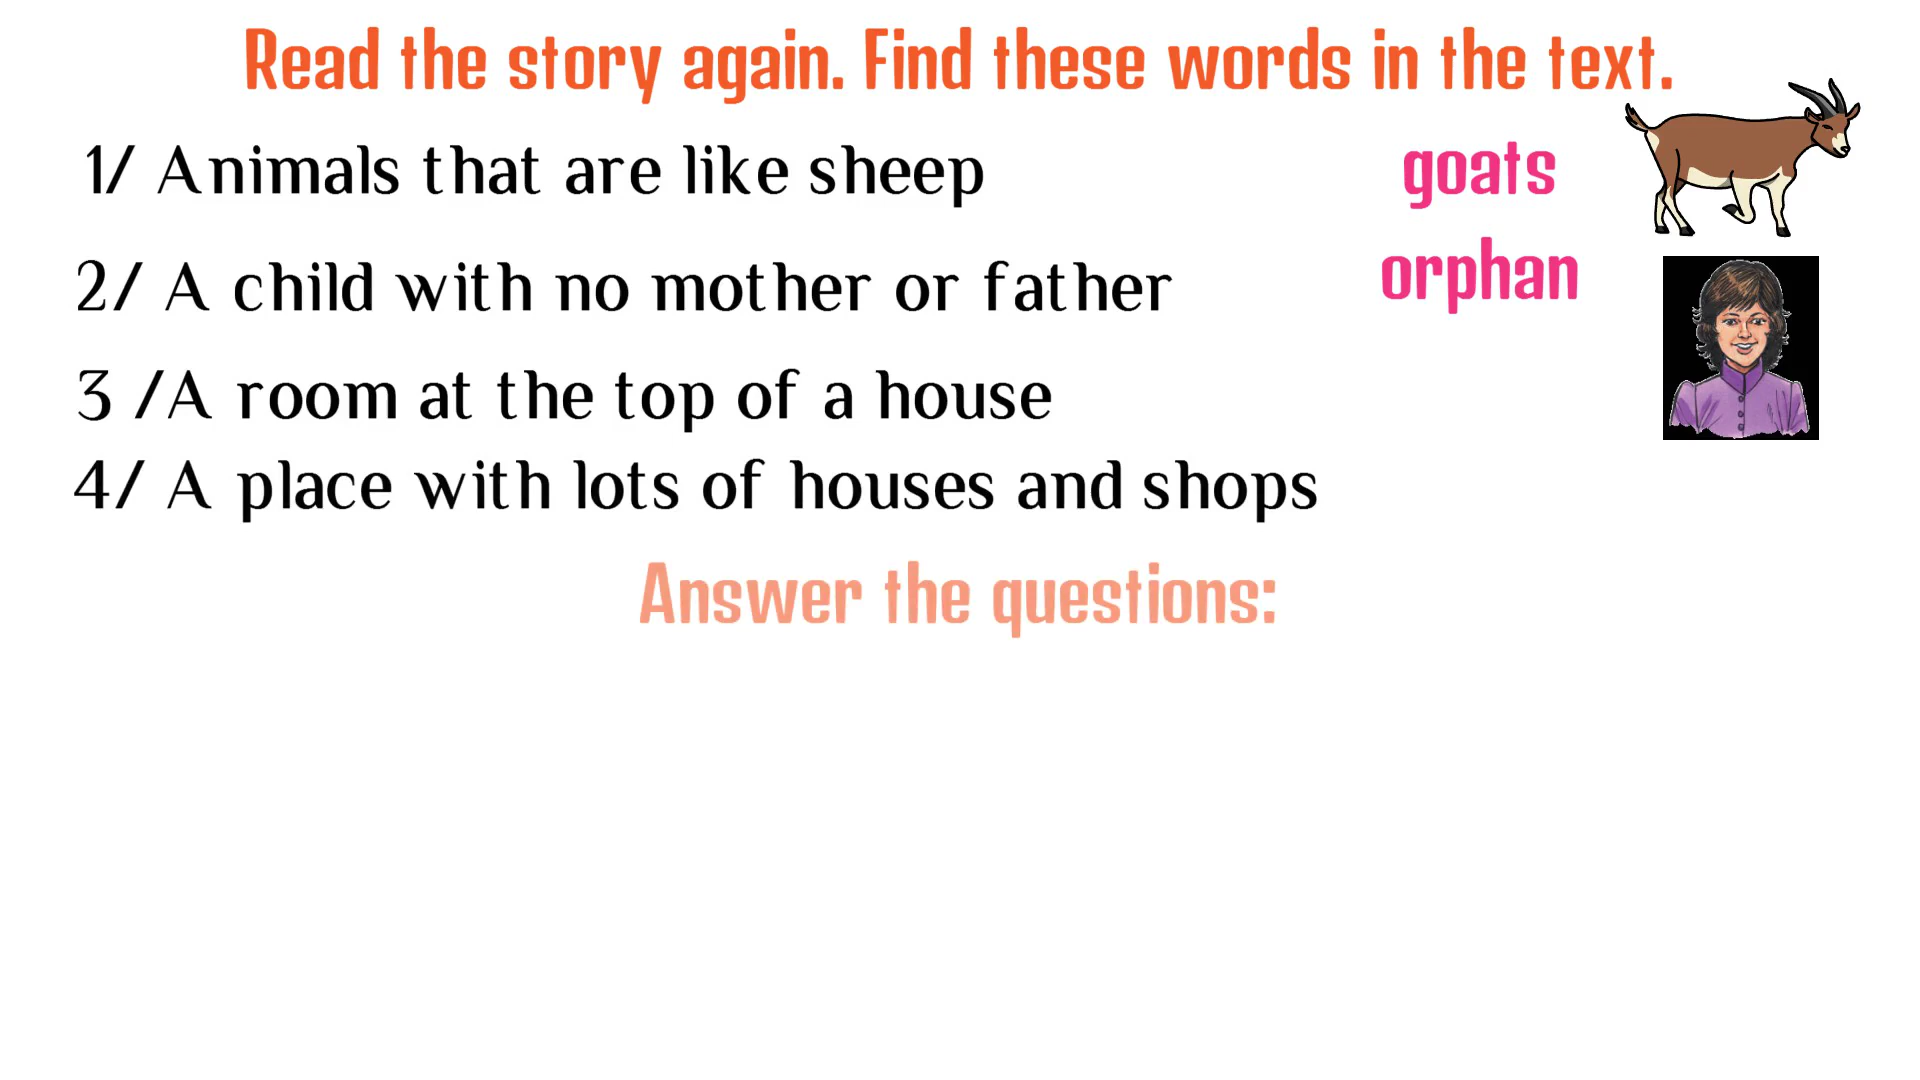 Read the story again. Find these words in the text.
1/ Animals that are like sheep
goats
2/ A child with no mother or father
orphan
3 /A room at the top of a house
4/ A place with lots of houses and shops
Answer the questions: